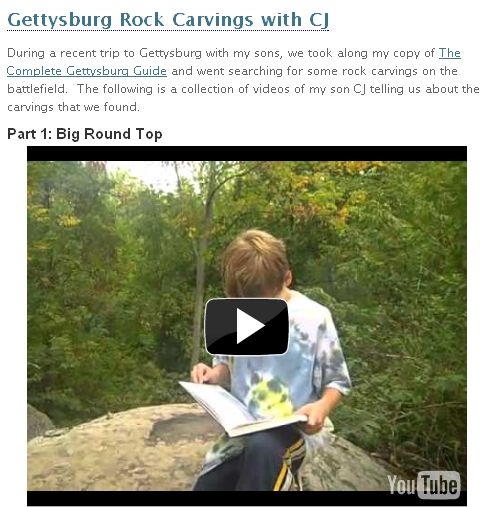 Gettysburg Rock Carvings with CJ
During a recent trip to Gettysburg with my sons, we took along my copy of The
Complete Gettysburg Guide and went searching for some rock carvings on the
battlefield. The following is a collection of videos of my son CJ telling us about the
carvings that we found.
Part 1: Big Round Top
YouTube